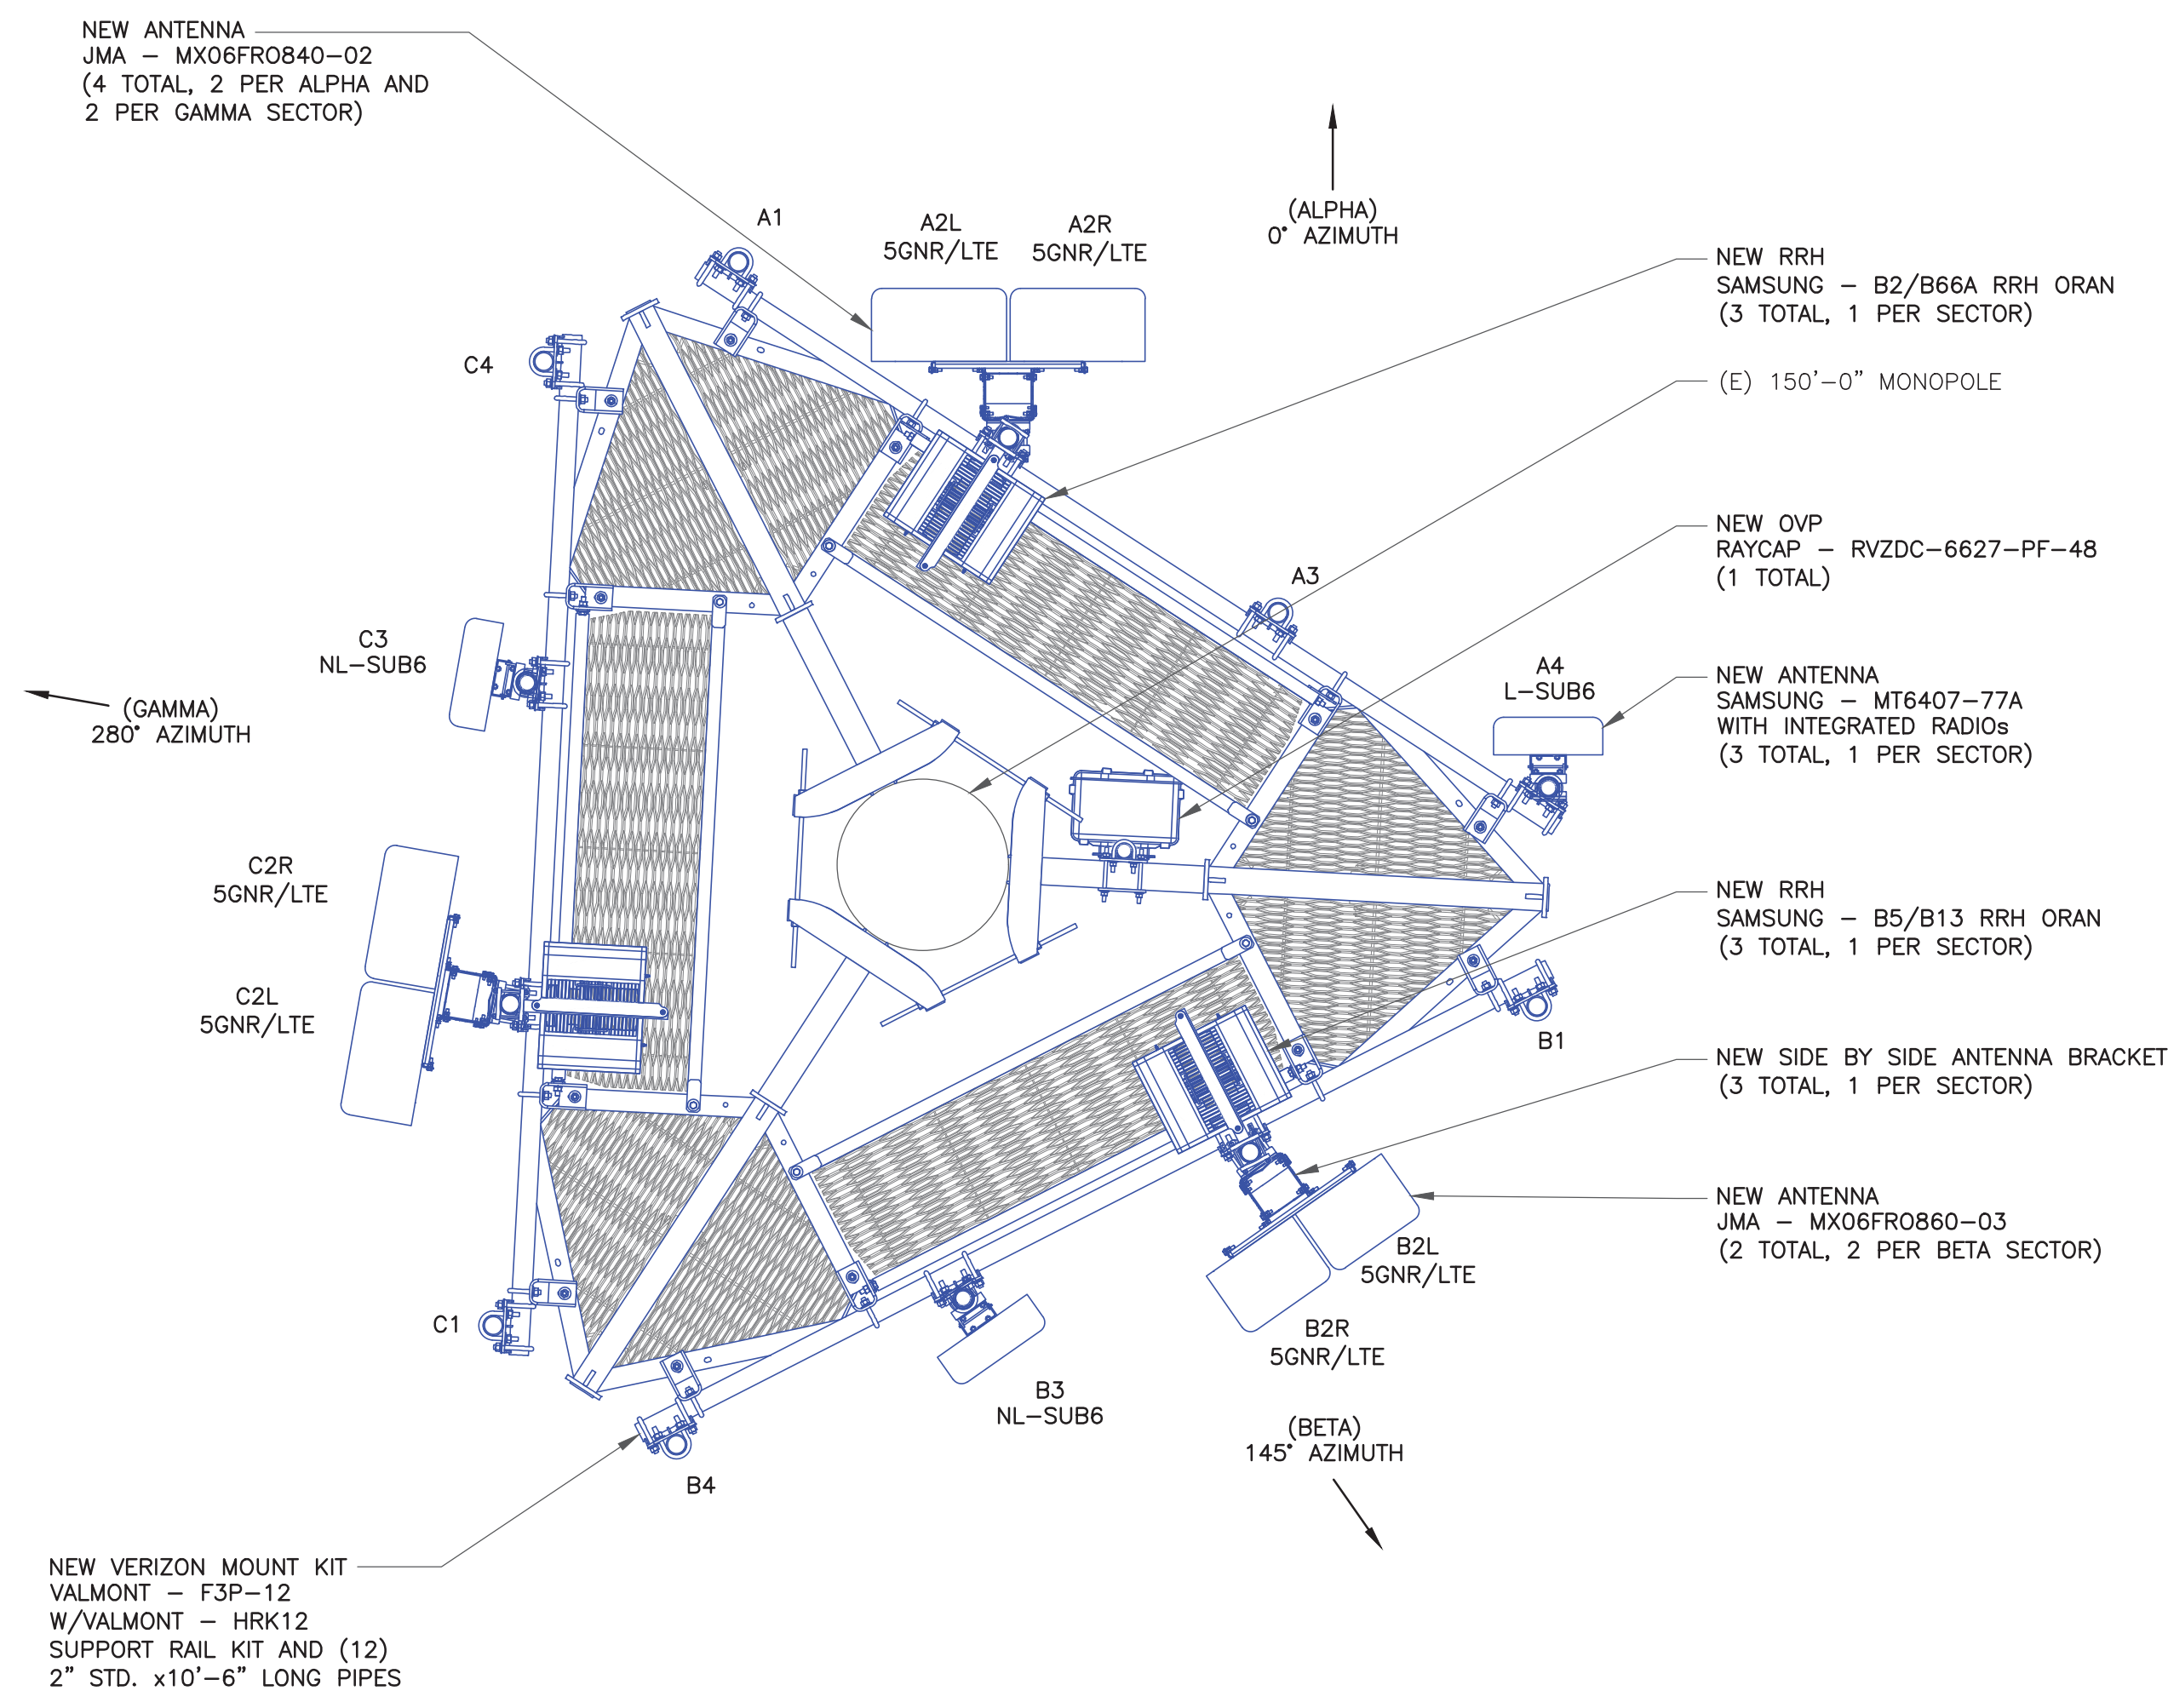 NEW ANTENNA
JMA – MX06FRO840-02
(4 TOTAL, 2 PER ALPHA AND
2 PER GAMMA SECTOR)
A1
A2L
5GNR/LTE
A2R
5GNR/LTE
(ALPHA)
0° AZIMUTH
NEW RRH
SAMSUNG – B2/B66A RRH ORAN
(3 TOTAL, 1 PER SECTOR)
C4
(E) 150'-0" MONOPOLE
NEW OVP
RAYCAP – RVZDC-6627-PF-48
(1 TOTAL)
A3
C3
NL-SUB6
A4
L-SUB6
NEW ANTENNA
SAMSUNG – MT6407-77A
WITH INTEGRATED RADIOs
(3 TOTAL, 1 PER SECTOR)
(GAMMA)
280° AZIMUTH
C2R
5GNR/LTE
NEW RRH
SAMSUNG – B5/B13 RRH ORAN
(3 TOTAL, 1 PER SECTOR)
C2L
5GNR/LTE
B1
NEW SIDE BY SIDE ANTENNA BRACKET
(3 TOTAL, 1 PER SECTOR)
NEW ANTENNA
JMA – MX06FRO860-03
(2 TOTAL, 2 PER BETA SECTOR)
B2L
5GNR/LTE
C1
B2R
5GNR/LTE
B3
NL-SUB6
(BETA)
145° AZIMUTH
B4
NEW VERIZON MOUNT KIT
VALMONT – F3P-12
W/VALMONT – HRK12
SUPPORT RAIL KIT AND (12)
2" STD. x10'-6" LONG PIPES